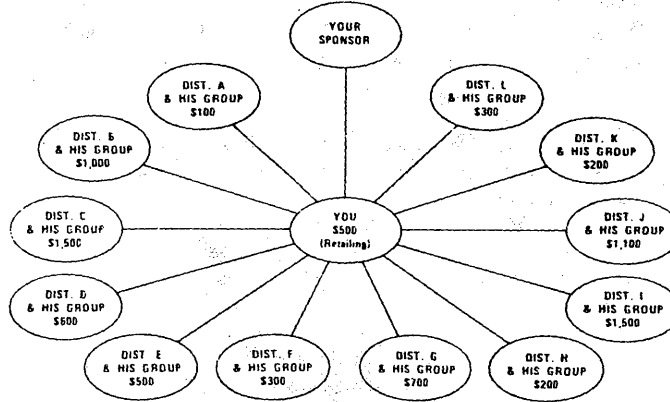 YOUR
SPONSOR
DIST. A
& HIS GROUP
$100
DIST. L
& HIS GROUP
$300
DIST. B
& HIS GROUP
$1,000
DIST. K
& HIS GROUP
$200
DIST. C
& HIS GROUP
$1,500
YOU
$500
(Retailing)
DIST. J
& HIS GROUP
$1,100
DIST. D
& HIS GROUP
$600
DIST. I
& HIS GROUP
$1,500
DIST. E
& HIS GROUP
$500
DIST. F
& HIS GROUP
$300
DIST. G
& HIS GROUP
$700
DIST. H
& HIS GROUP
$200